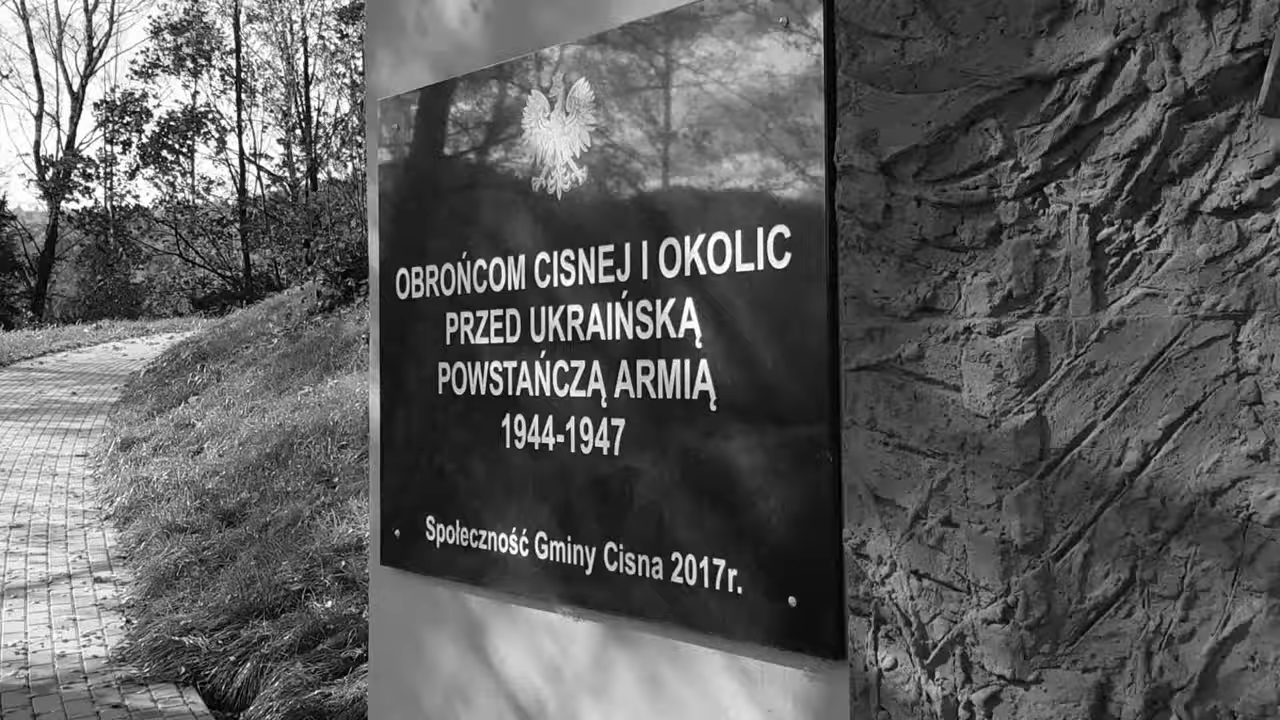 OBROŃCOM CISNEJ I OKOLIC
PRZED UKRAIŃSKĄ
POWSTAŃCZĄ ARMIĄ
1944-1947
Społeczność Gminy Cisna 2017r.